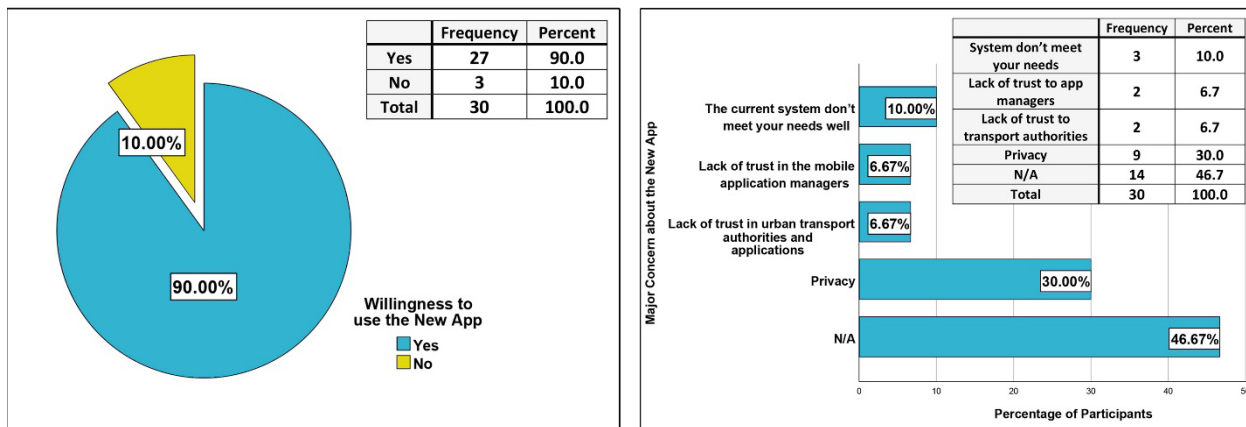 Frequency Percent
Yes 27 90.0
No 3 10.0
Total 30 100.0
10.00%
90.00%
Willingness to
use the New App
Yes
No
Frequency Percent
System don't meet
your needs 3 10.0
Lack of trust to app
managers 2 6.7
Lack of trust to
transport authorities 2 6.7
Privacy 9 30.0
N/A 14 46.7
Total 30 100.0
Major Concern about the New App
The current system don't
meet your needs well
10.00%
Lack of trust in the mobile
application managers
6.67%
Lack of trust in urban transport
authorities and
applications
6.67%
Privacy
30.00%
N/A
46.67%
0 10 20 30 40 50
Percentage of Participants